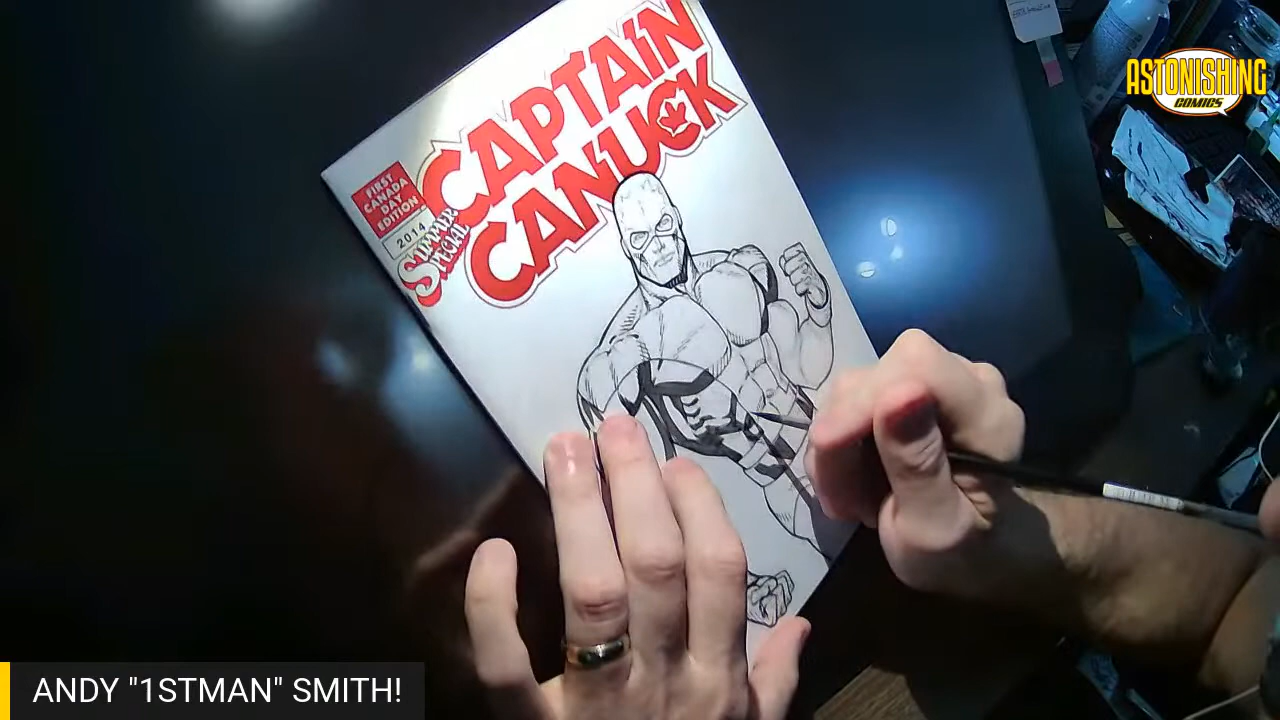 CAPTAIN
CANUCK
FIRST
CANADA
DAY
EDITION
2014
SUMMER
SPECIAL
ASTONISHING
COMICS
ANDY "1STMAN" SMITH!